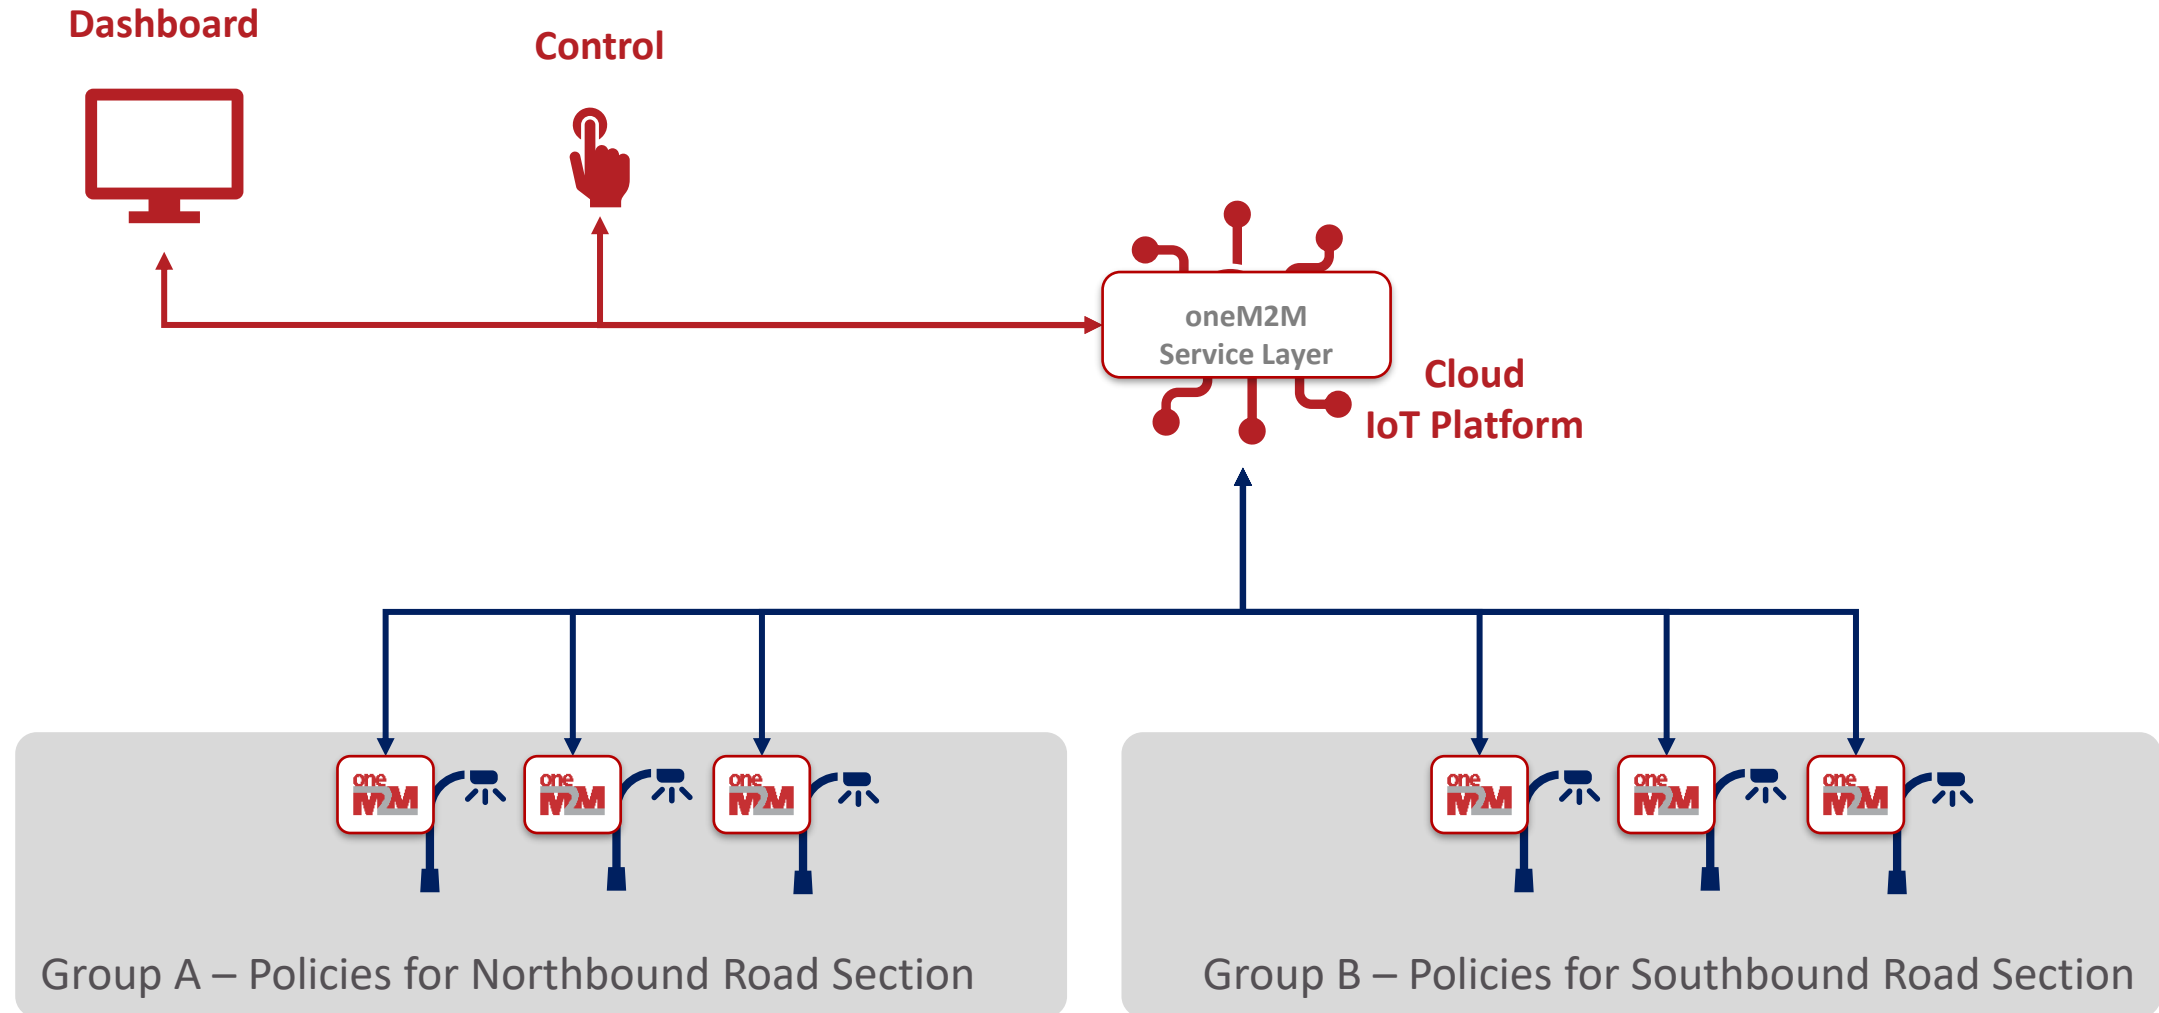 Dashboard
Control
oneM2M
Service Layer
Cloud
IoT Platform
one
M2M
one
M2M
one
M2M
one
M2M
one
M2M
one
M2M
Group A – Policies for Northbound Road Section
Group B – Policies for Southbound Road Section